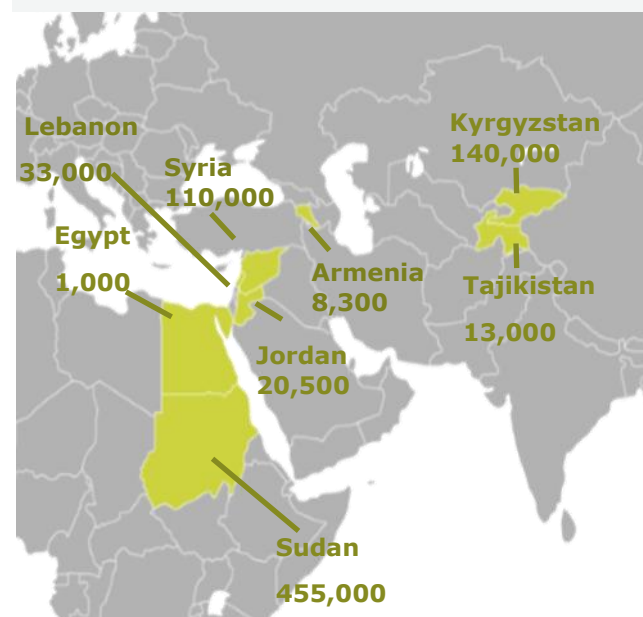 Lebanon
33,000
Syria
110,000
Egypt
1,000
Kyrgyzstan
140,000
Armenia
8,300
Tajikistan
13,000
Jordan
20,500
Sudan
455,000